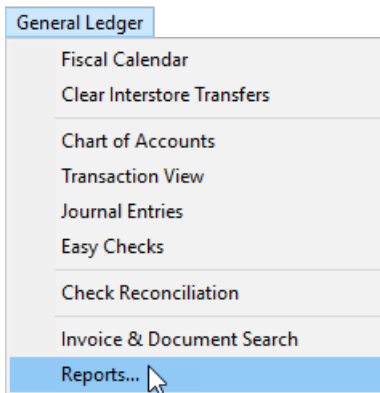 General Ledger
Fiscal Calendar
Clear Interstore Transfers
Chart of Accounts
Transaction View
Journal Entries
Easy Checks
Check Reconciliation
Invoice & Document Search
Reports...